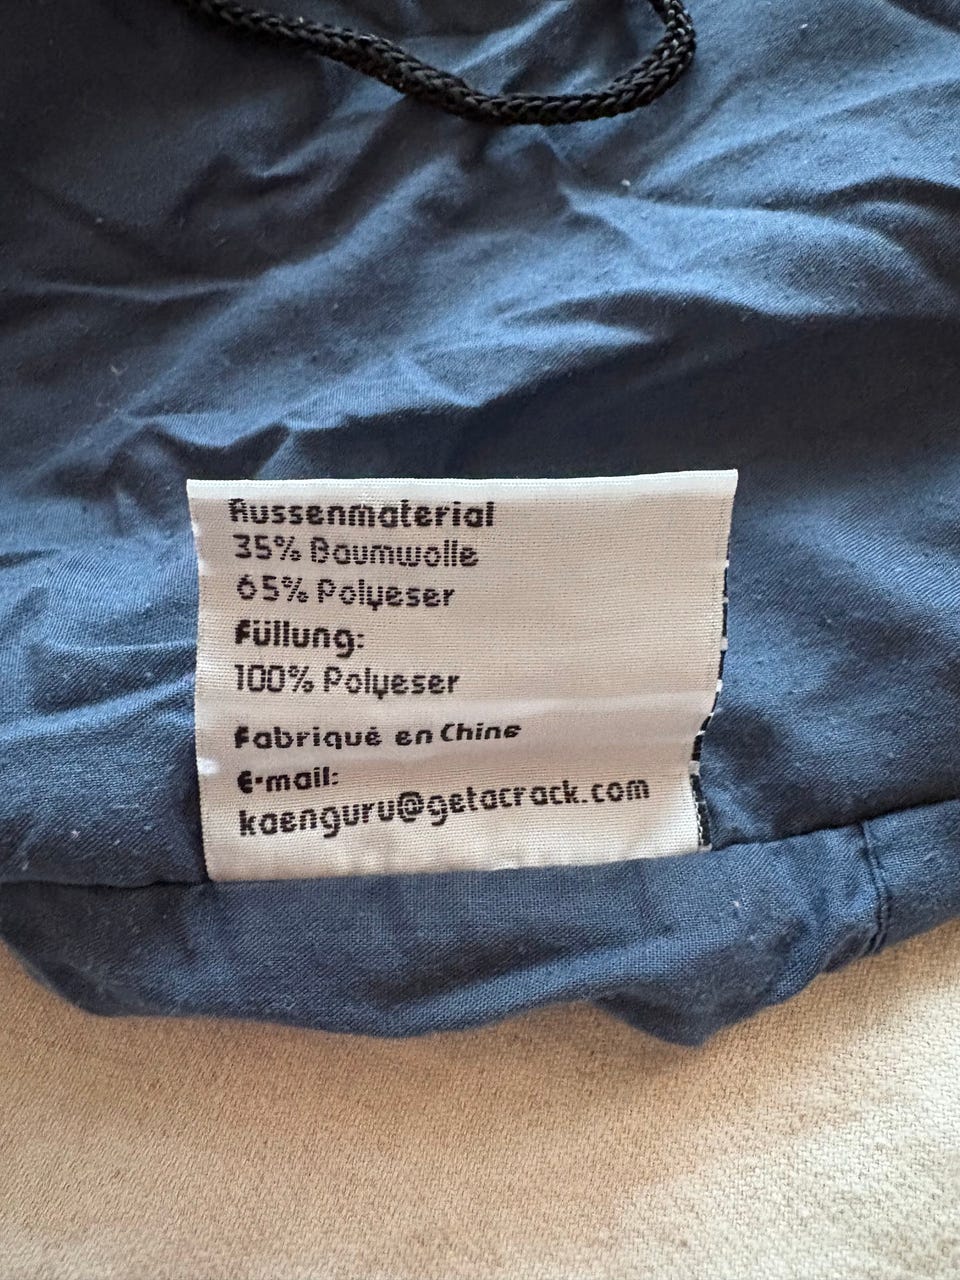 Aussenmaterial
35% Baumwolle
65% Polyeser
Füllung:
100% Polyeser
Fabriqué en Chine
E-mail:
kaenguru@getacrack.com